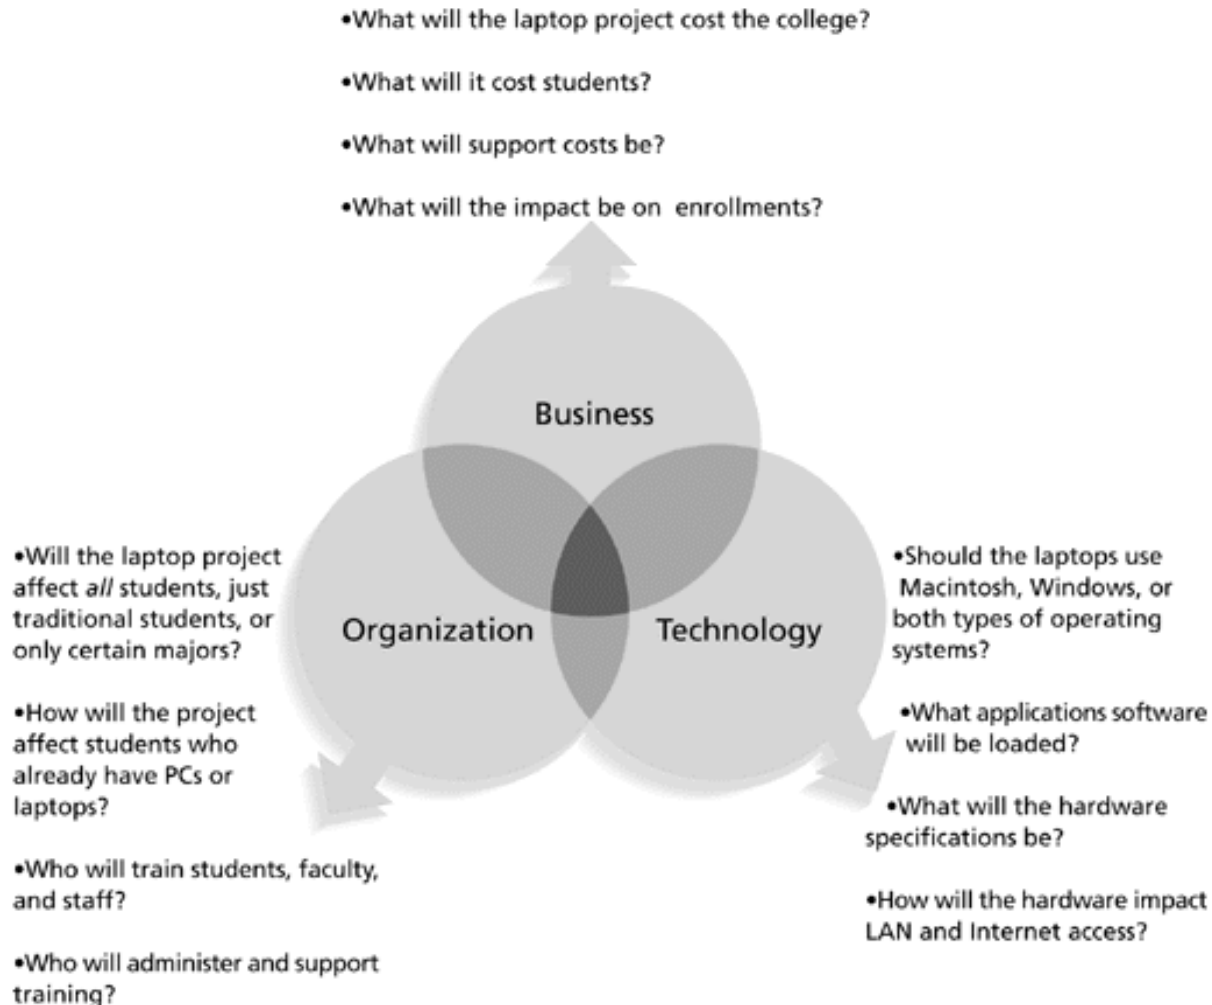 •What will the laptop project cost the college?
•What will it cost students?
•What will support costs be?
•What will the impact be on enrollments?
Business
Organization
Technology
•Will the laptop project
affect all students, just
traditional students, or
only certain majors?
•How will the project
affect students who
already have PCs or
laptops?
•Who will train students, faculty,
and staff?
•Who will administer and support
training?
•Should the laptops use
Macintosh, Windows, or
both types of operating
systems?
•What applications software
will be loaded?
•What will the hardware
specifications be?
•How will the hardware impact
LAN and Internet access?